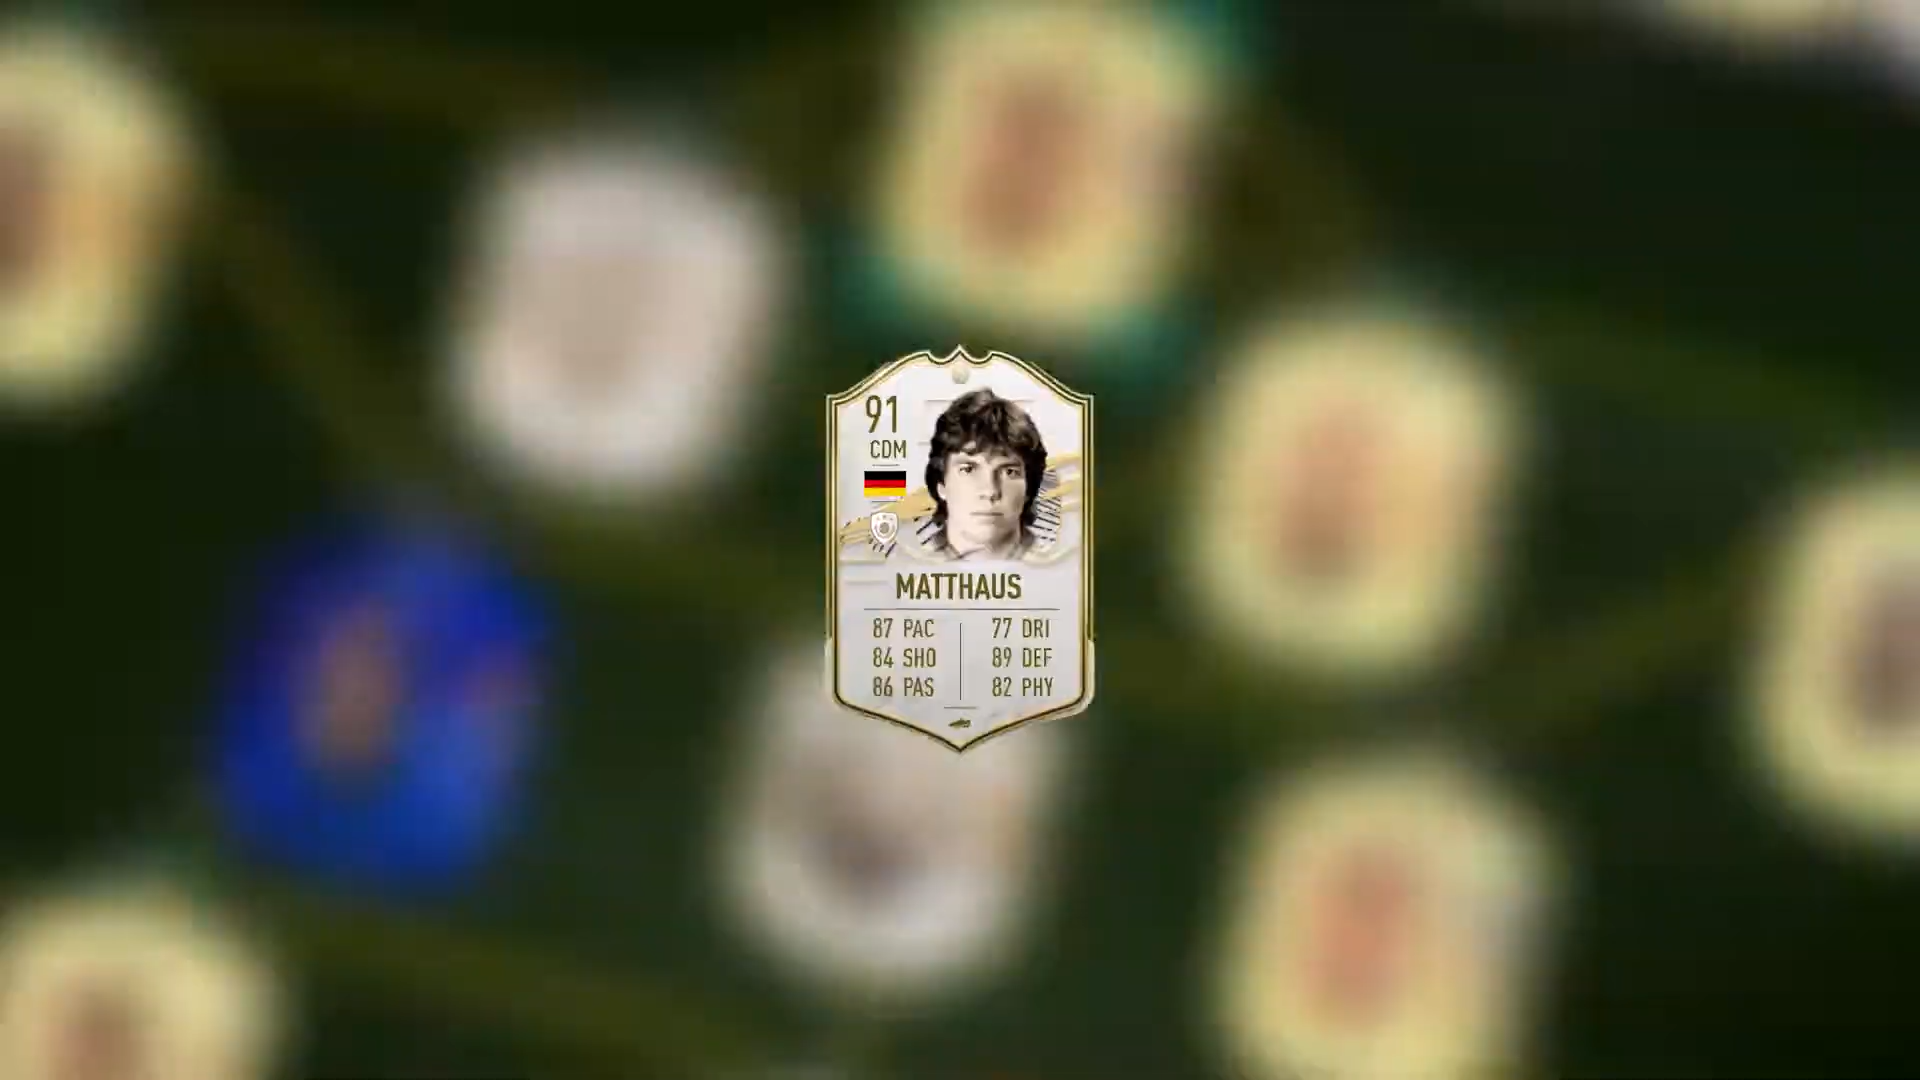 91
CDM
MATTHAUS
87 PAC 77 DRI
84 SHO 89 DEF
86 PAS 82 PHY